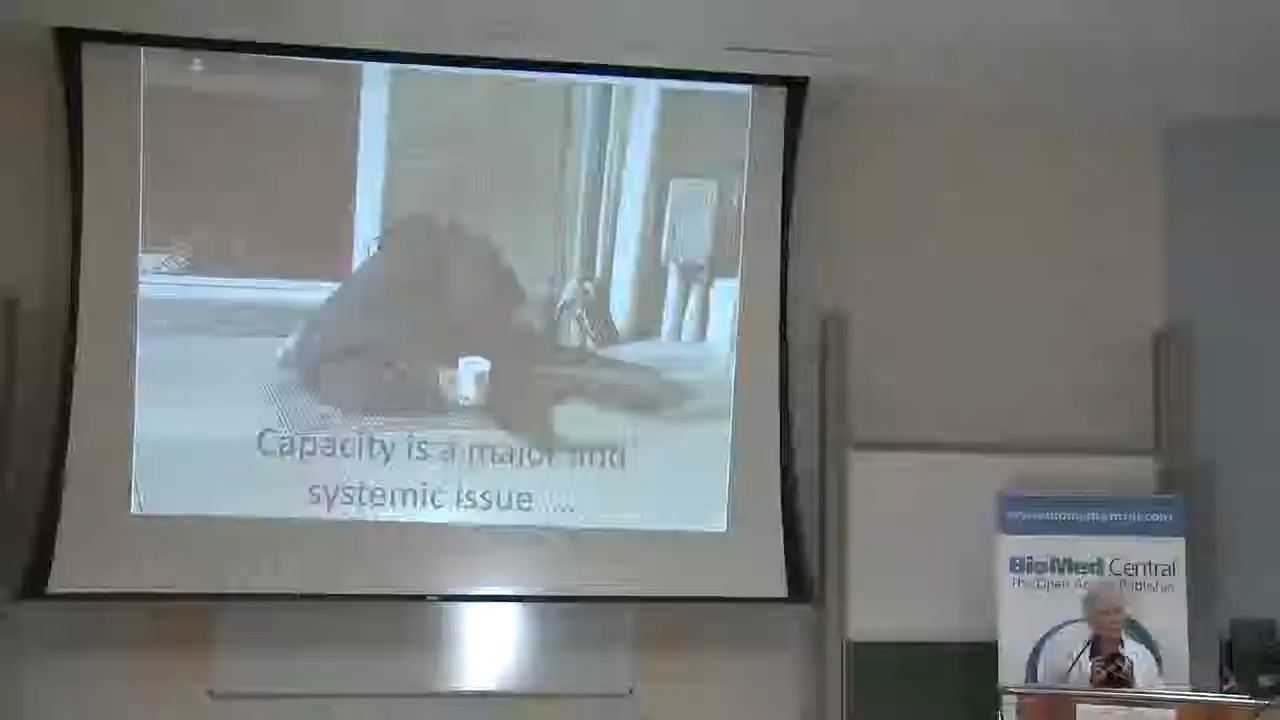 Capacity is a major and
systemic issue ....
BioMed Central
The Open Access Publisher